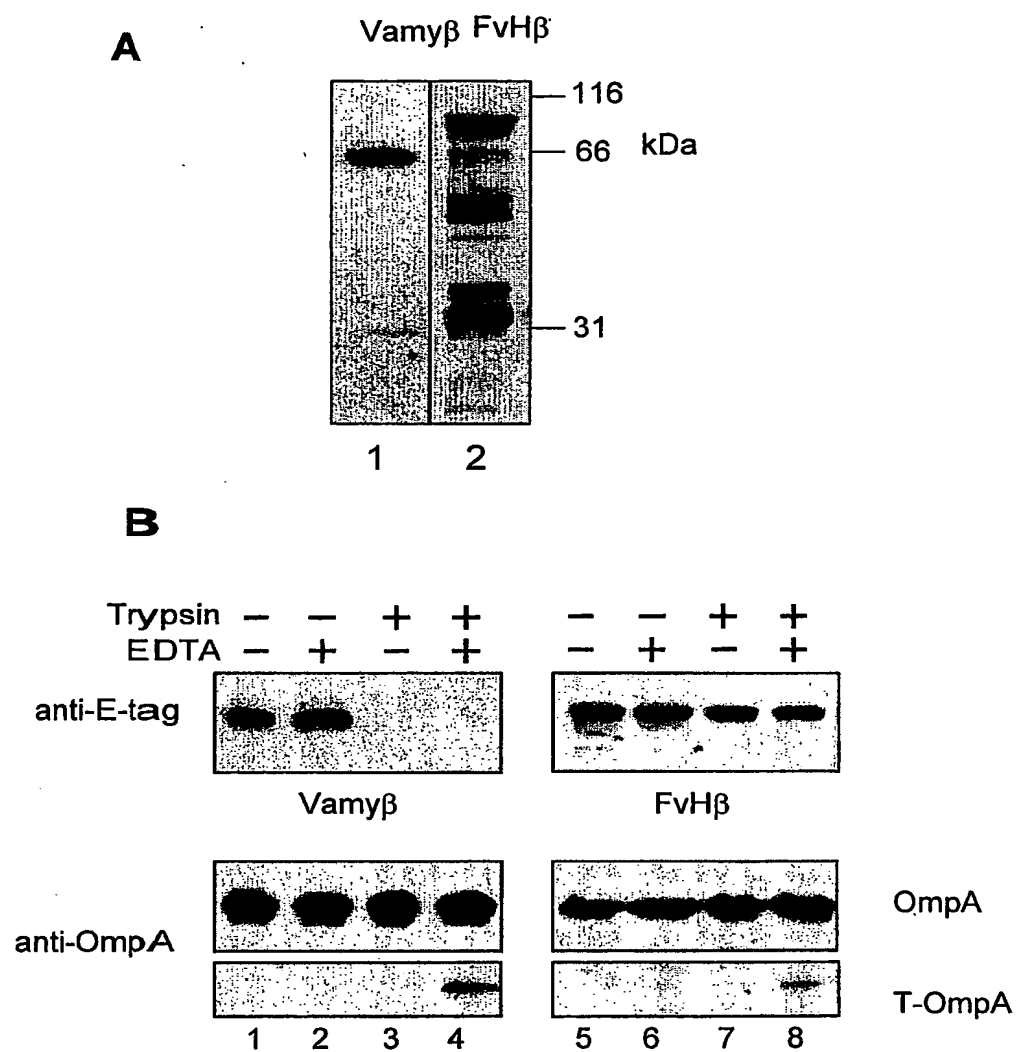 A
Vamyβ FvHβ
116
66 kDa
31
1 2
B
Trypsin − − + + − − + +
EDTA − + − + − + − +
anti-E-tag
Vamyβ FvHβ
anti-OmpA
OmpA
T-OmpA
1 2 3 4 5 6 7 8